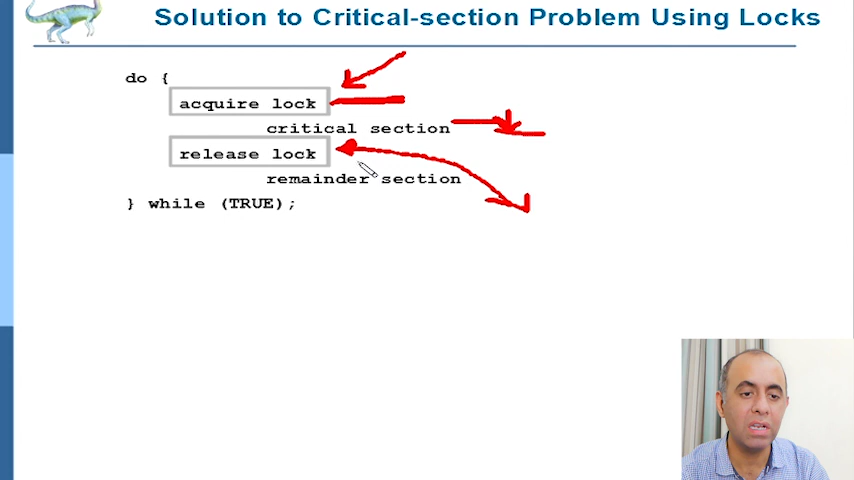 Solution to Critical-section Problem Using Locks
do {
acquire lock
critical section
release lock
remainder section
} while (TRUE);